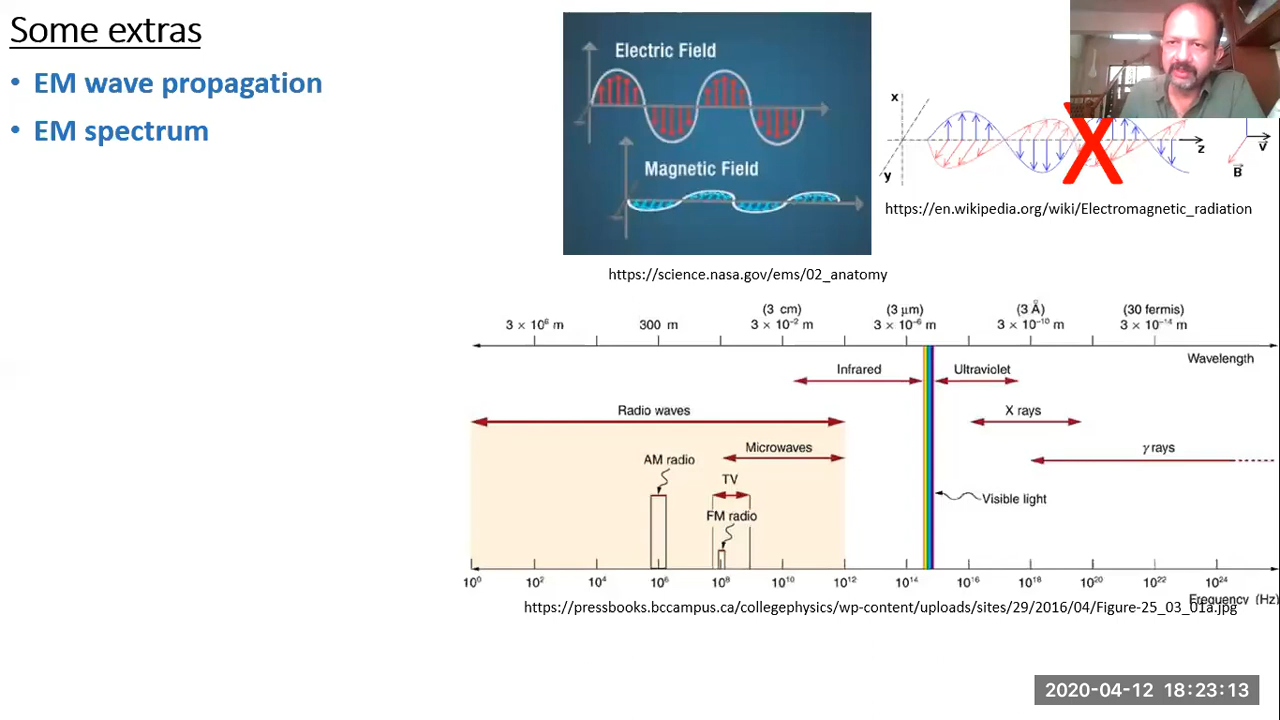 Some extras
• EM wave propagation
• EM spectrum
Electric Field
Magnetic Field
https://science.nasa.gov/ems/02_anatomy
x
y
z
B
V
X
https://en.wikipedia.org/wiki/Electromagnetic_radiation
(3 cm) (3 μm) (3 Å) (30 fermis)
3 × 10⁶ m 300 m 3 × 10⁻² m 3 × 10⁻⁶ m 3 × 10⁻¹⁰ m 3 × 10⁻¹⁴ m
Wavelength
Infrared Ultraviolet
Radio waves X rays
Microwaves γ rays
AM radio
TV
Visible light
FM radio
10⁰ 10² 10⁴ 10⁶ 10⁸ 10¹⁰ 10¹² 10¹⁴ 10¹⁶ 10¹⁸ 10²⁰ 10²² 10²⁴
Frequency (Hz)
https://pressbooks.bccampus.ca/collegephysics/wp-content/uploads/sites/29/2016/04/Figure-25_03_01a.jpg
2020-04-12 18:23:13